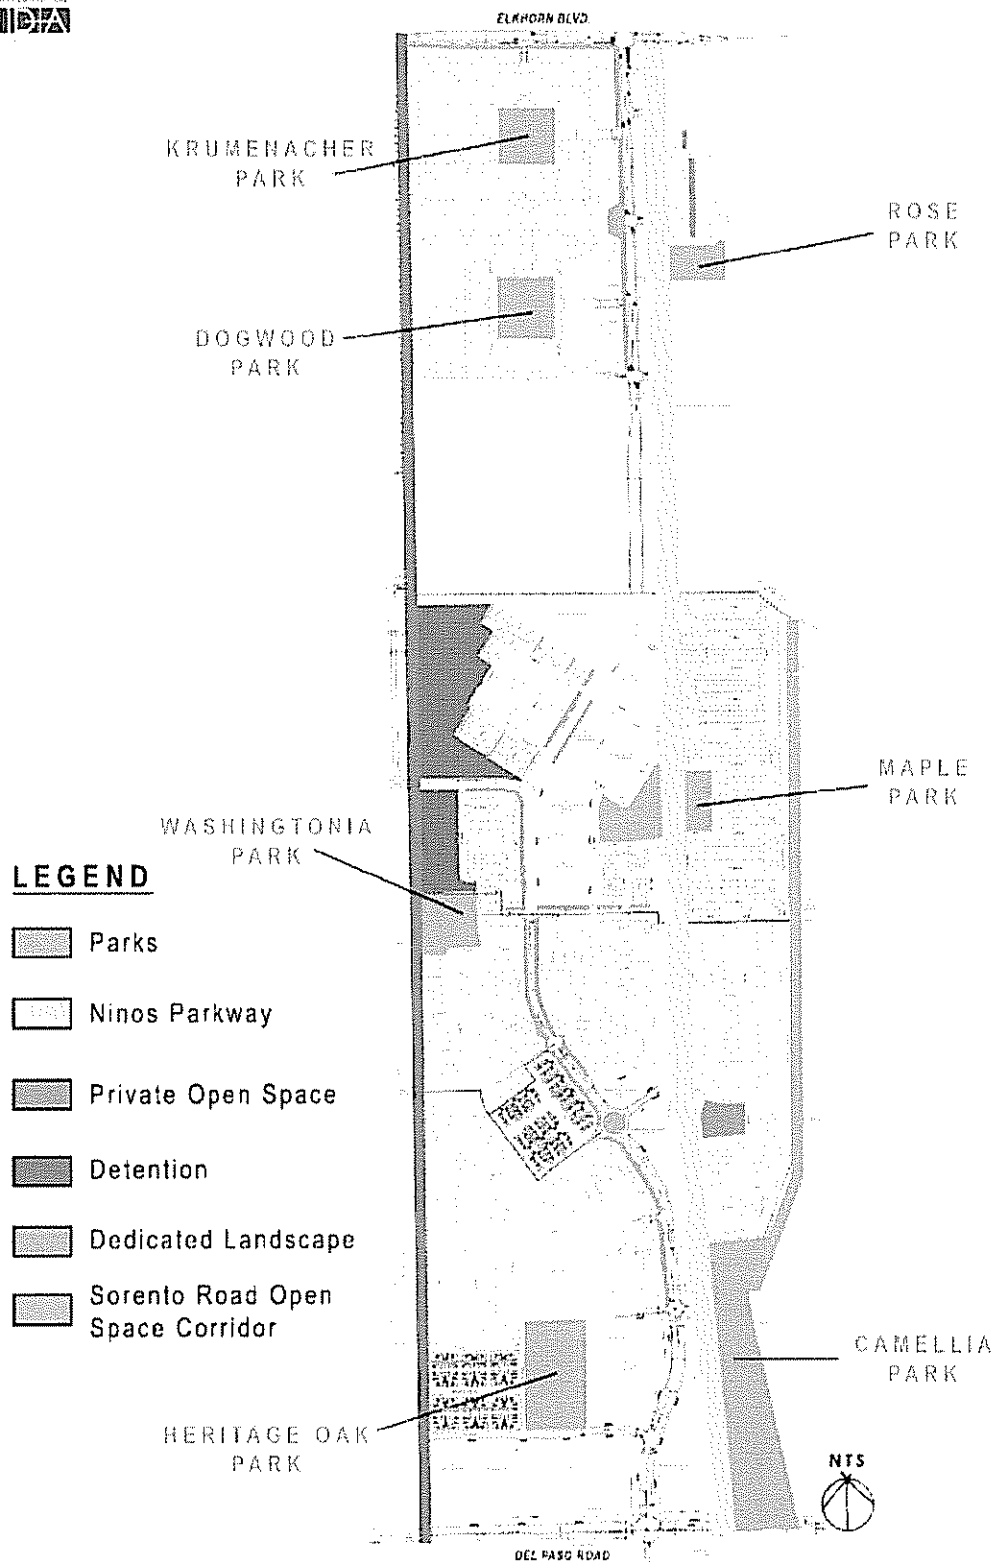 ELKHORN BLVD.
KRUMENACHER
PARK
ROSE
PARK
DOGWOOD
PARK
MAPLE
PARK
WASHINGTONIA
PARK
LEGEND
Parks
Ninos Parkway
Private Open Space
Detention
Dedicated Landscape
Sorento Road Open
Space Corridor
CAMELLIA
PARK
HERITAGE OAK
PARK
NTS
DEL PASO ROAD